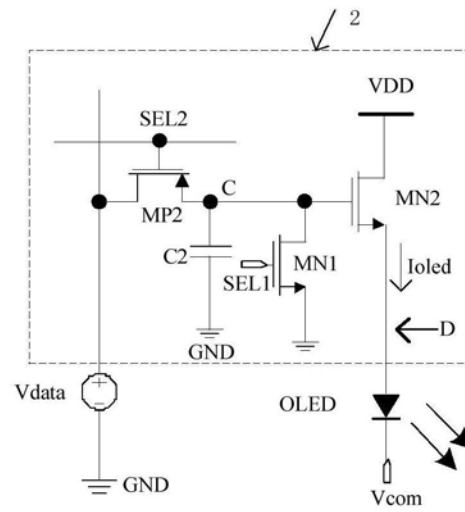 2
VDD
SEL2
C
MP2
MN2
C2
MN1
Ioled
SEL1
D
GND
Vdata
OLED
GND
Vcom